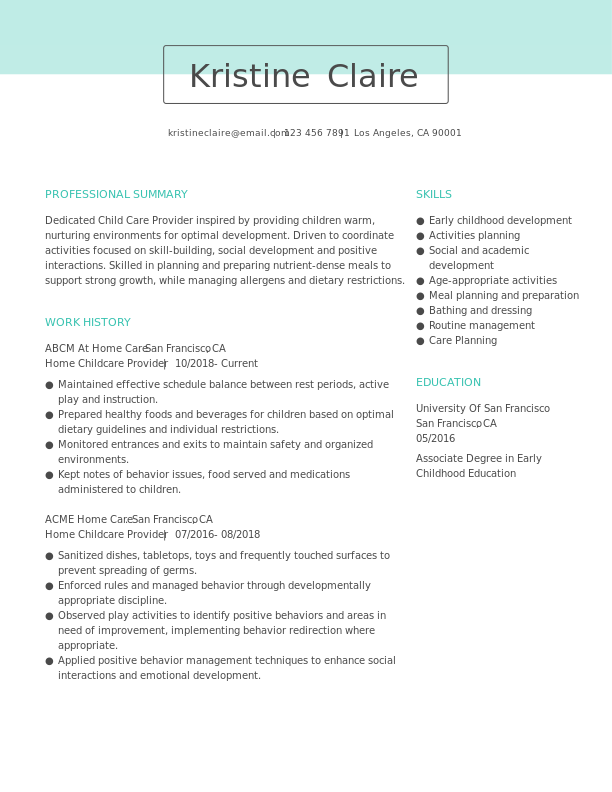 Kristine Claire
kristineclaire@email.com | 123 456 7891 | Los Angeles, CA 90001
PROFESSIONAL SUMMARY
Dedicated Child Care Provider inspired by providing children warm,
nurturing environments for optimal development. Driven to coordinate
activities focused on skill-building, social development and positive
interactions. Skilled in planning and preparing nutrient-dense meals to
support strong growth, while managing allergens and dietary restrictions.
WORK HISTORY
ABCM At Home Care San Francisco, CA
Home Childcare Provider | 10/2018- Current
● Maintained effective schedule balance between rest periods, active
play and instruction.
● Prepared healthy foods and beverages for children based on optimal
dietary guidelines and individual restrictions.
● Monitored entrances and exits to maintain safety and organized
environments.
● Kept notes of behavior issues, food served and medications
administered to children.
ACME Home Care San Francisco, CA
Home Childcare Provider | 07/2016- 08/2018
● Sanitized dishes, tabletops, toys and frequently touched surfaces to
prevent spreading of germs.
● Enforced rules and managed behavior through developmentally
appropriate discipline.
● Observed play activities to identify positive behaviors and areas in
need of improvement, implementing behavior redirection where
appropriate.
● Applied positive behavior management techniques to enhance social
interactions and emotional development.
SKILLS
● Early childhood development
● Activities planning
● Social and academic
development
● Age-appropriate activities
● Meal planning and preparation
● Bathing and dressing
● Routine management
● Care Planning
EDUCATION
University Of San Francisco
San Francisco, CA
05/2016
Associate Degree in Early
Childhood Education